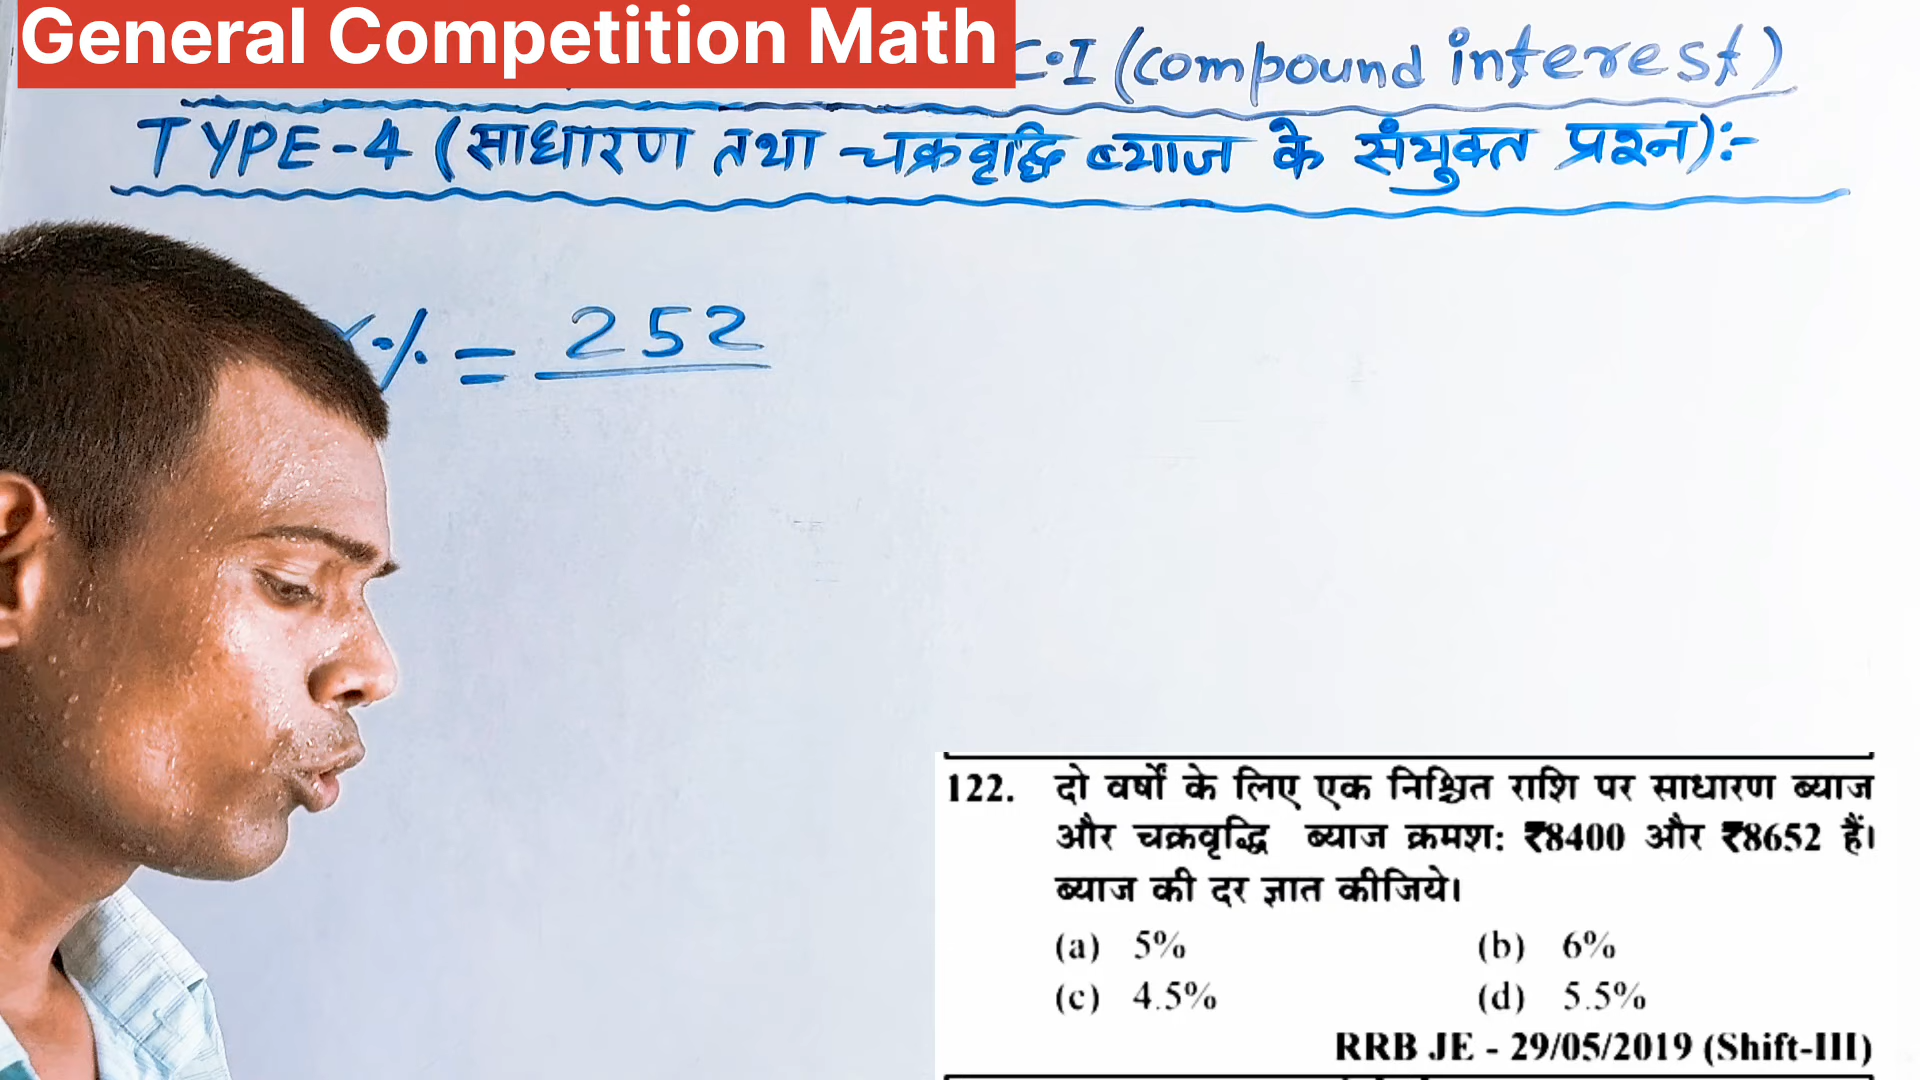 General Competition Math
C.I (compound interest)
TYPE-4 (साधारण तथा चक्रवृद्धि ब्याज के संयुक्त प्रश्न):-
% = 252
122. दो वर्षों के लिए एक निश्चित राशि पर साधारण ब्याज
और चक्रवृद्धि ब्याज क्रमश: ₹8400 और ₹8652 हैं।
ब्याज की दर ज्ञात कीजिये।
(a) 5% (b) 6%
(c) 4.5% (d) 5.5%
RRB JE - 29/05/2019 (Shift-III)